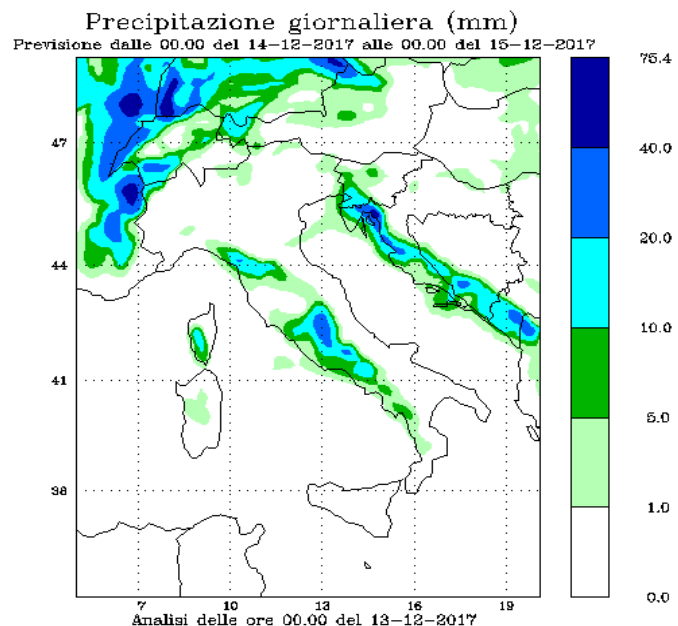 Precipitazione giornaliera (mm)
Previsione dalle 00.00 del 14-12-2017 alle 00.00 del 15-12-2017
75.4
47
40.0
20.0
44
10.0
41
5.0
38
1.0
0.0
7 10 13 16 19
Analisi delle ore 00.00 del 13-12-2017